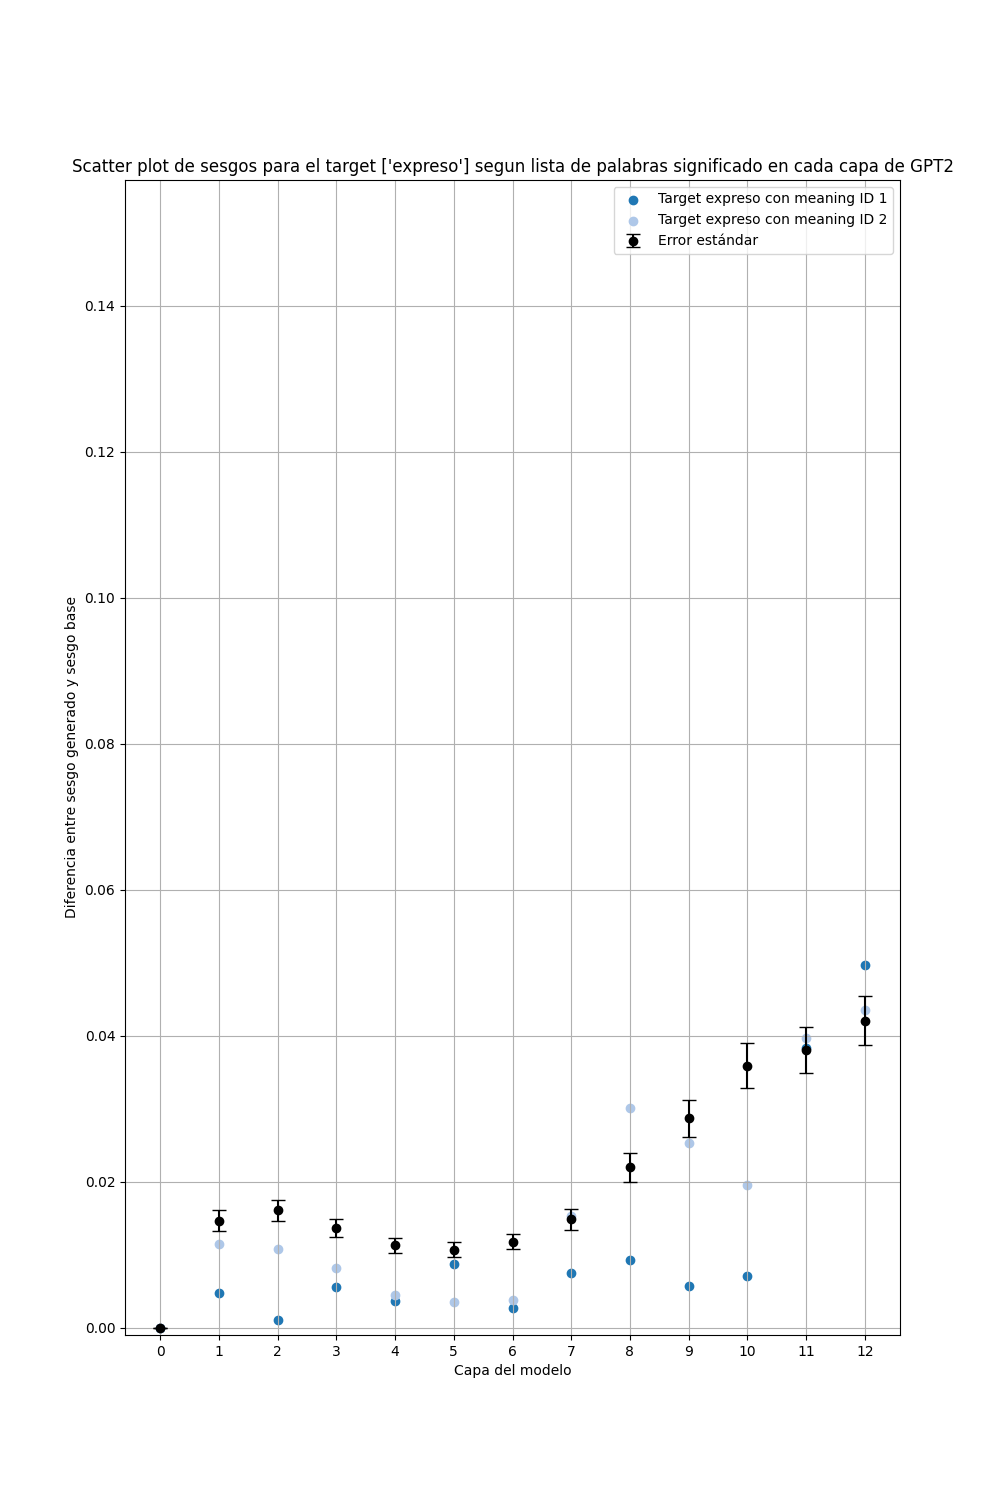 Scatter plot de sesgos para el target ['expreso'] segun lista de palabras significado en cada capa de GPT2
Target expreso con meaning ID 1
Target expreso con meaning ID 2
Error estándar
Diferencia entre sesgo generado y sesgo base
0.14
0.12
0.10
0.08
0.06
0.04
0.02
0.00
0 1 2 3 4 5 6 7 8 9 10 11 12
Capa del modelo